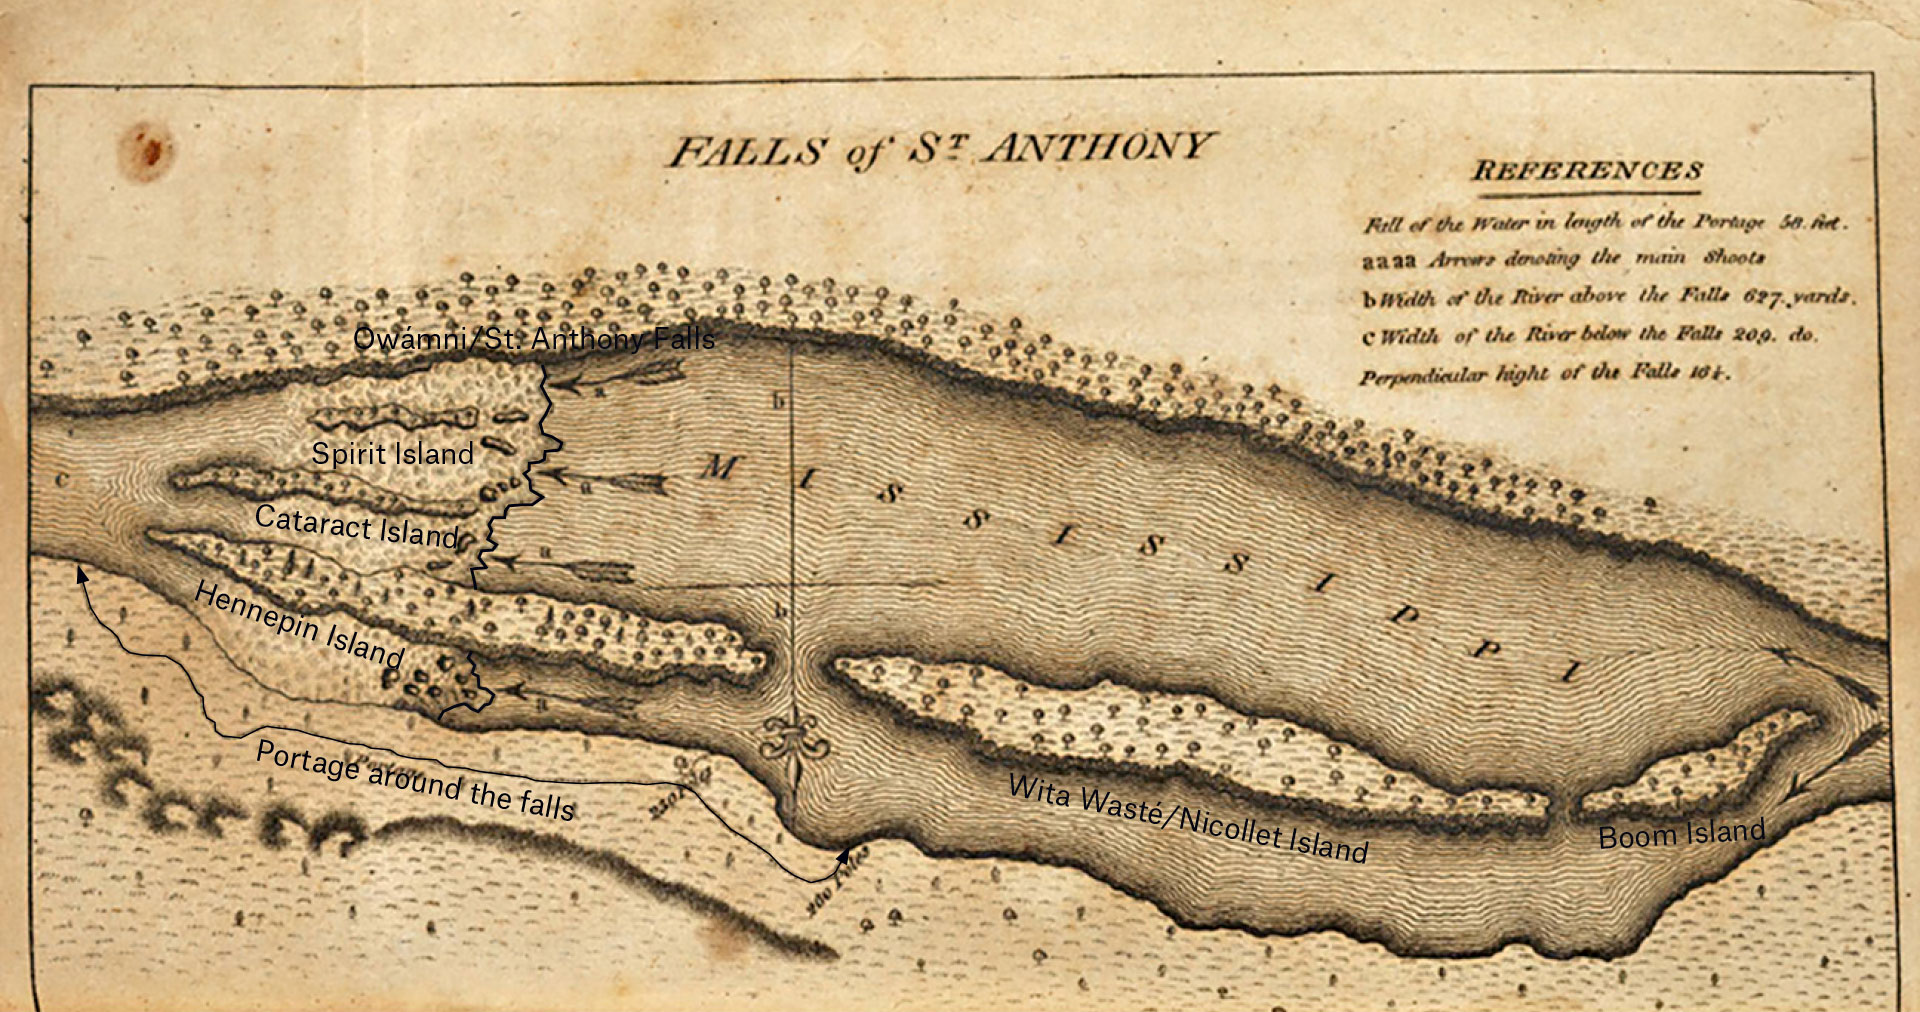 FALLS of Sᵀ ANTHONY
REFERENCES
Fall of the Water in length of the Portage 58. feet.
aaaa Arrows denoting the main Shoots
b Width of the River above the Falls 627. yards.
c Width of the River below the Falls 209. do.
Perpendicular hight of the Falls 16½.
Owámni/St. Anthony Falls
a
b
Spirit Island
M I S S I S S I P P I
c
a
Cataract Island
a
Hennepin Island
b
a
Portage around the falls
Wita Wasté/Nicollet Island
Boom Island
200 Poles